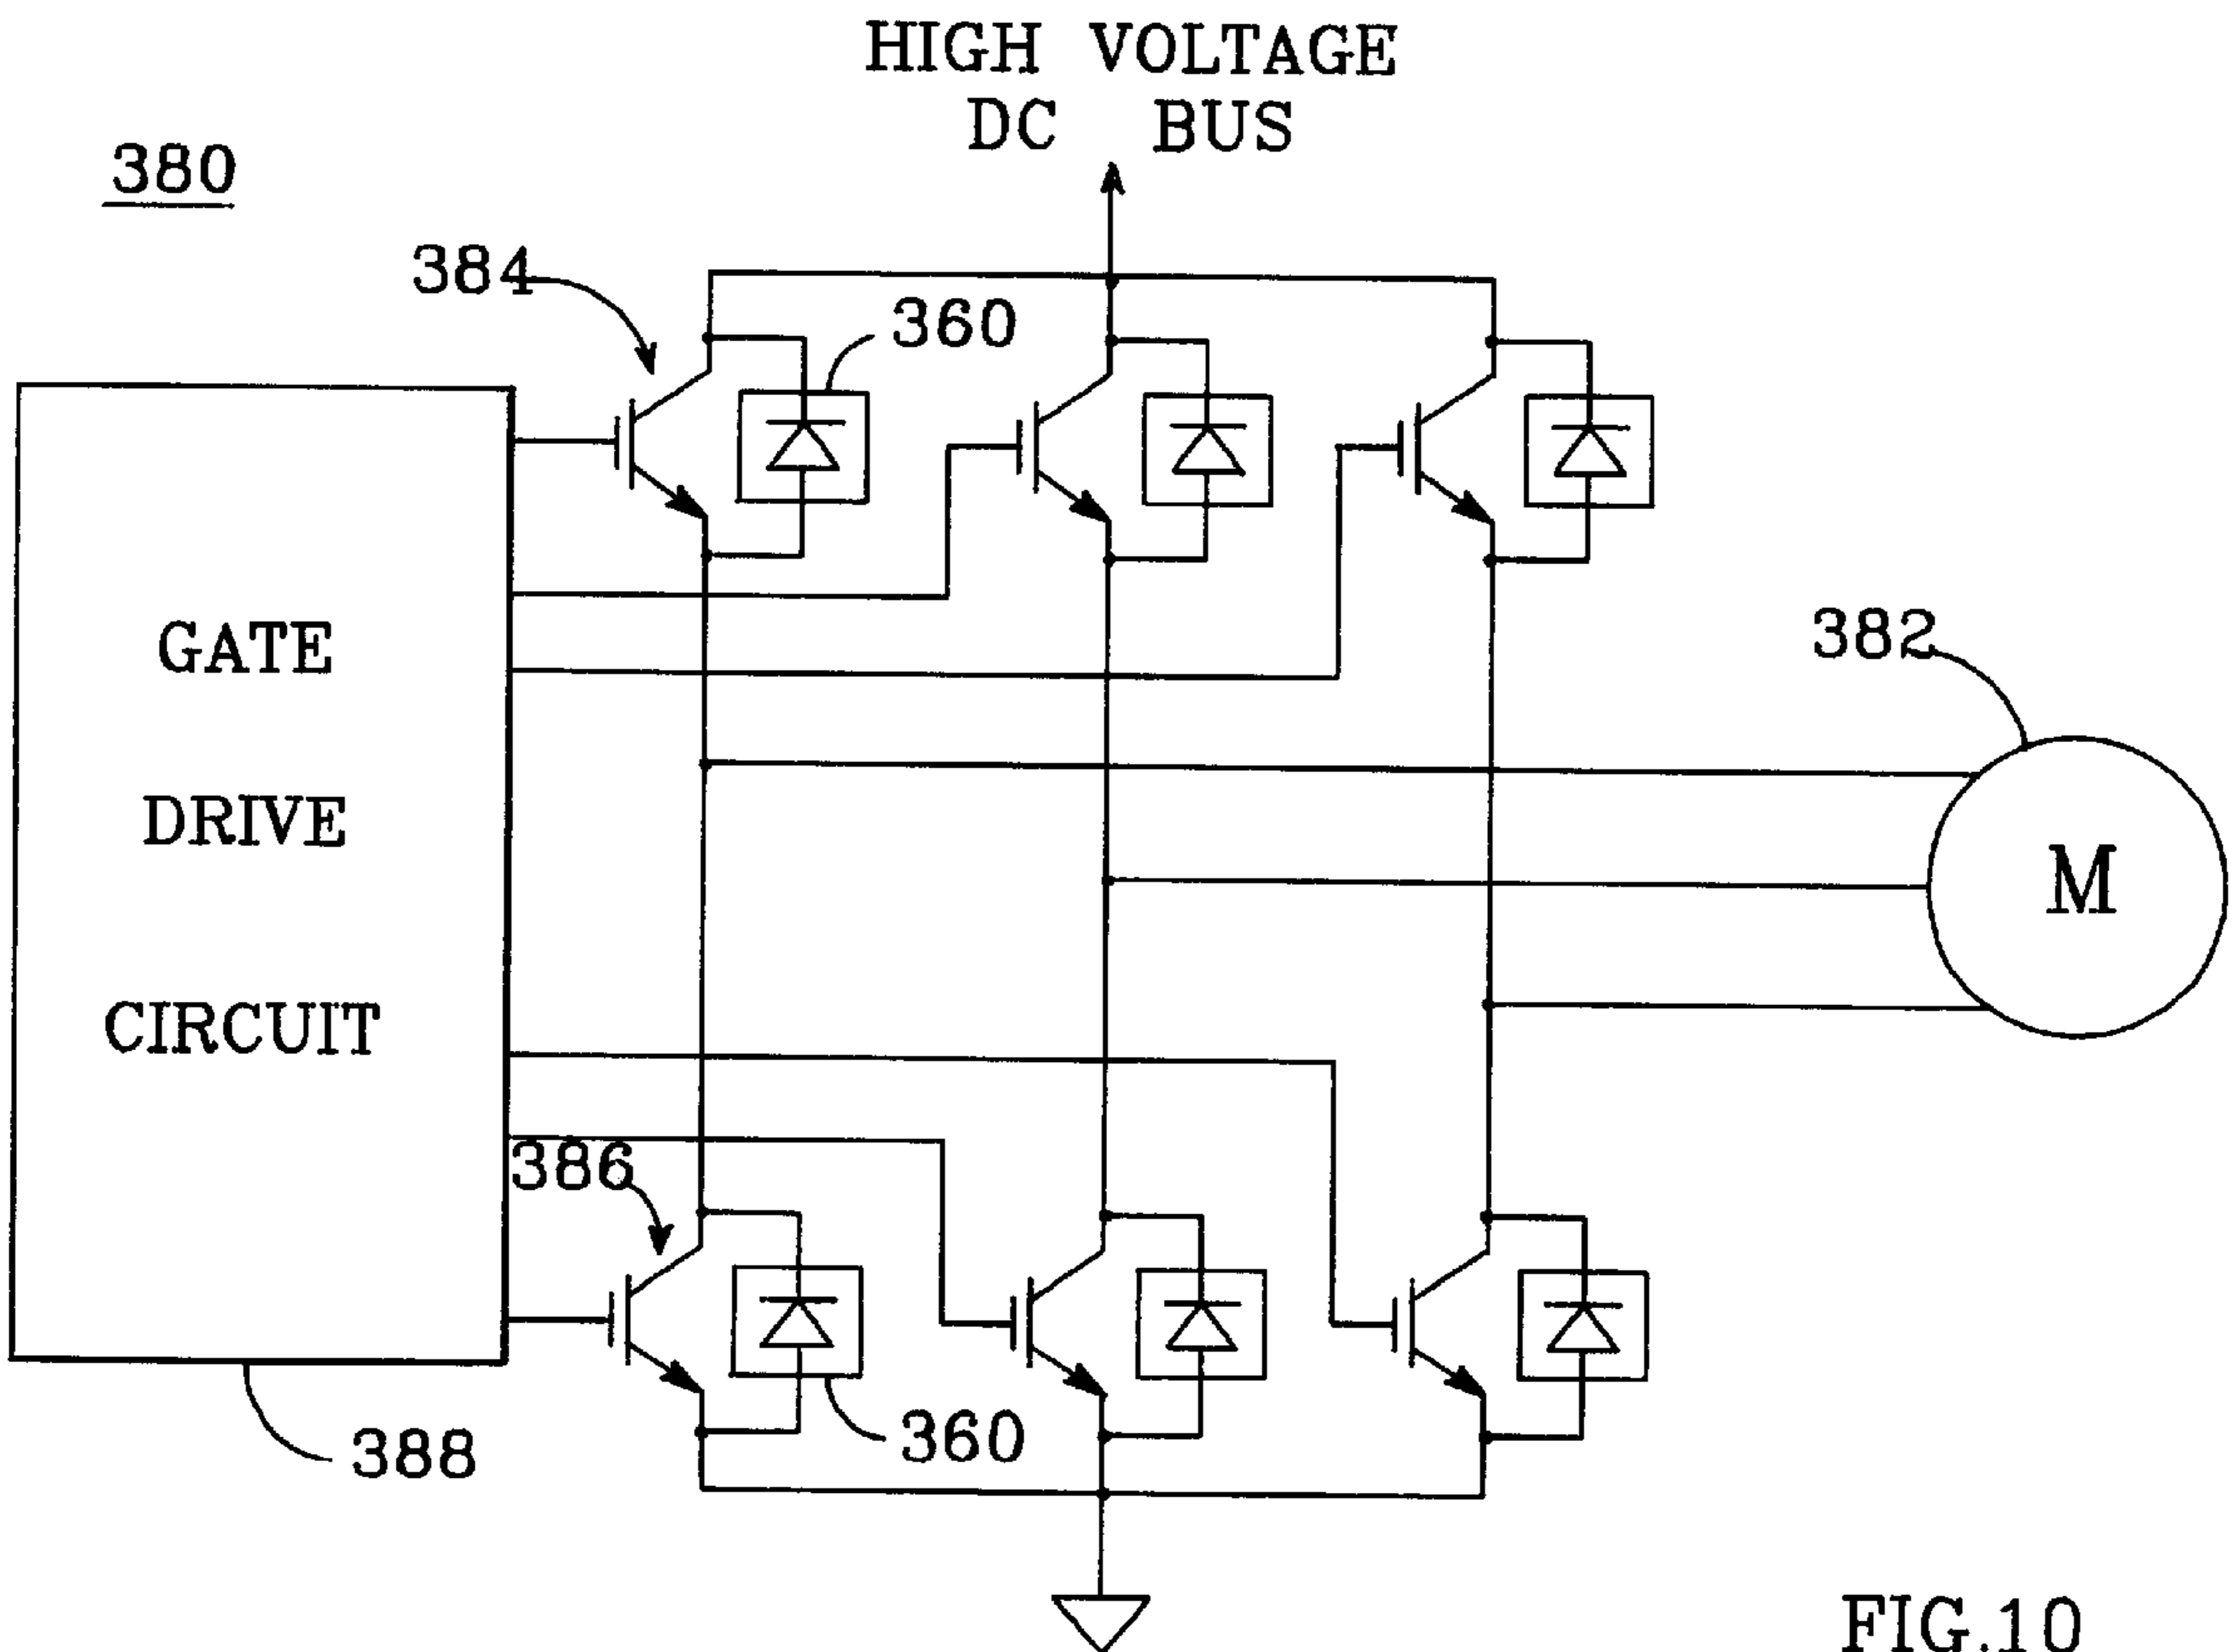 HIGH VOLTAGE
DC BUS
380
384
360
GATE
DRIVE
CIRCUIT
382
M
386
360
388
FIG.10